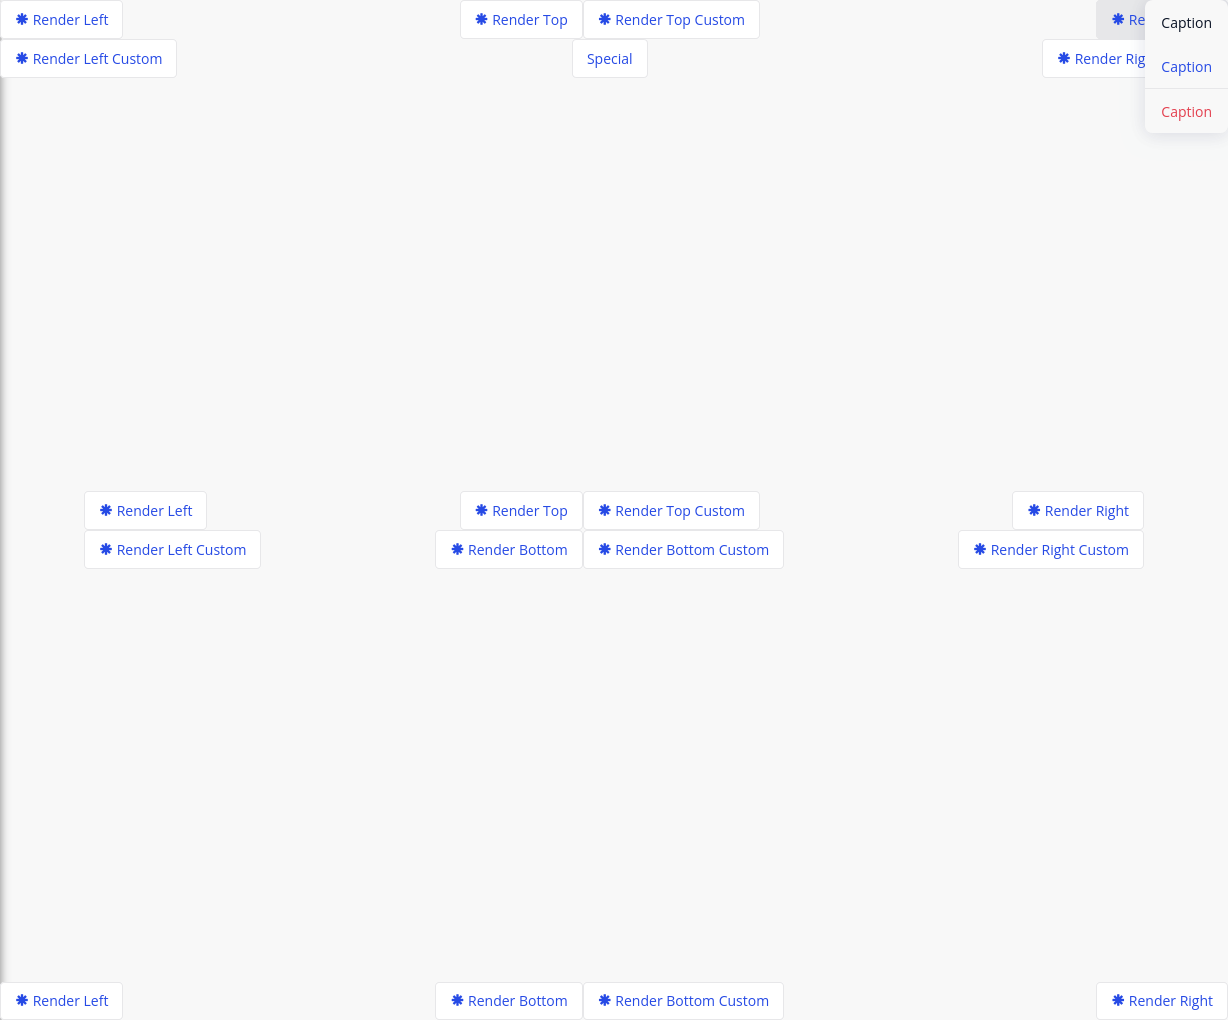 Render Left
Render Top
Render Top Custom
Re
Caption
Render Left Custom
Special
Render Rig
Caption
Caption
Render Left
Render Top
Render Top Custom
Render Right
Render Left Custom
Render Bottom
Render Bottom Custom
Render Right Custom
Render Left
Render Bottom
Render Bottom Custom
Render Right